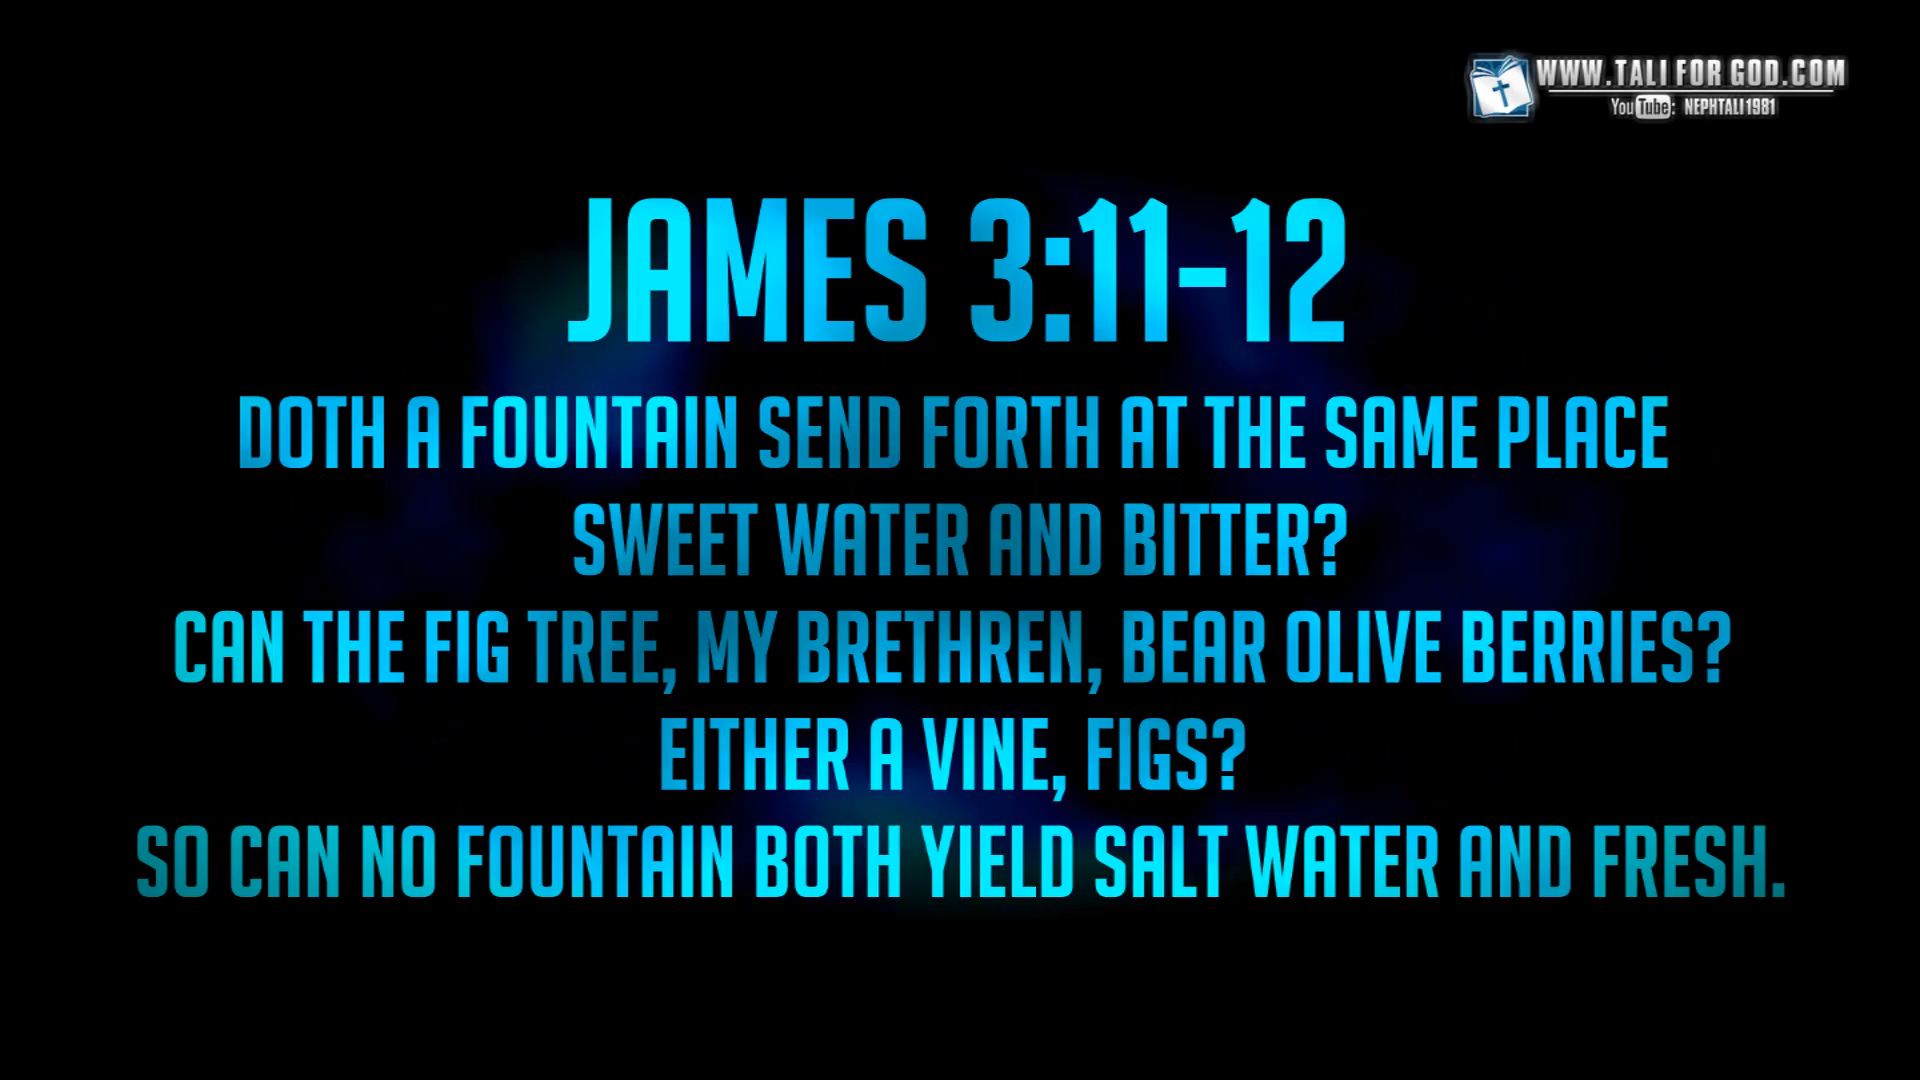 WWW.TALI FOR GOD.COM
YouTube: NEPHTALI1981
JAMES 3:11-12
DOTH A FOUNTAIN SEND FORTH AT THE SAME PLACE
SWEET WATER AND BITTER?
CAN THE FIG TREE, MY BRETHREN, BEAR OLIVE BERRIES?
EITHER A VINE, FIGS?
SO CAN NO FOUNTAIN BOTH YIELD SALT WATER AND FRESH.